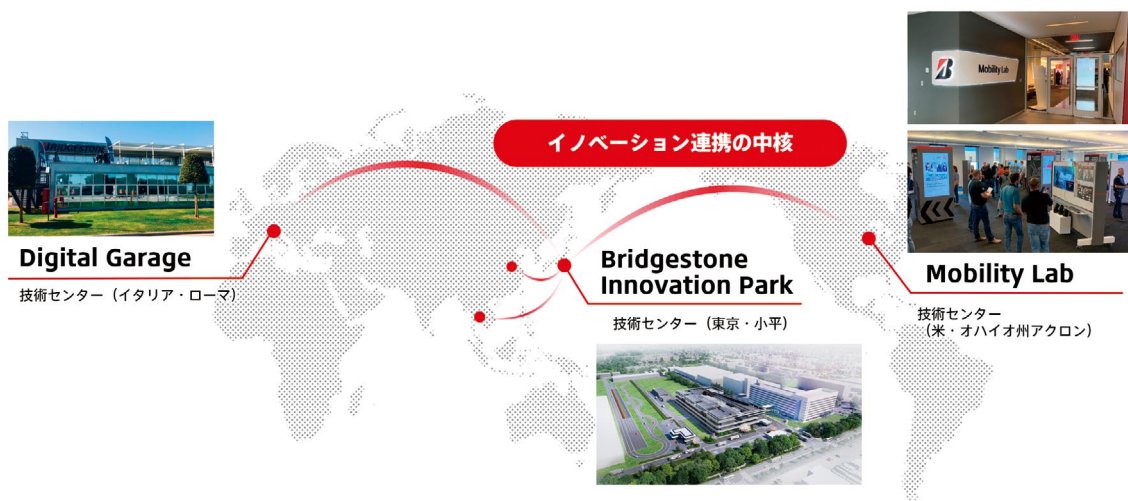 イノベーション連携の中核
BRIDGESTONE
Digital Garage
技術センター（イタリア・ローマ）
Bridgestone
Innovation Park
技術センター（東京・小平）
Mobility Lab
Mobility Lab
技術センター
（米・オハイオ州アクロン）